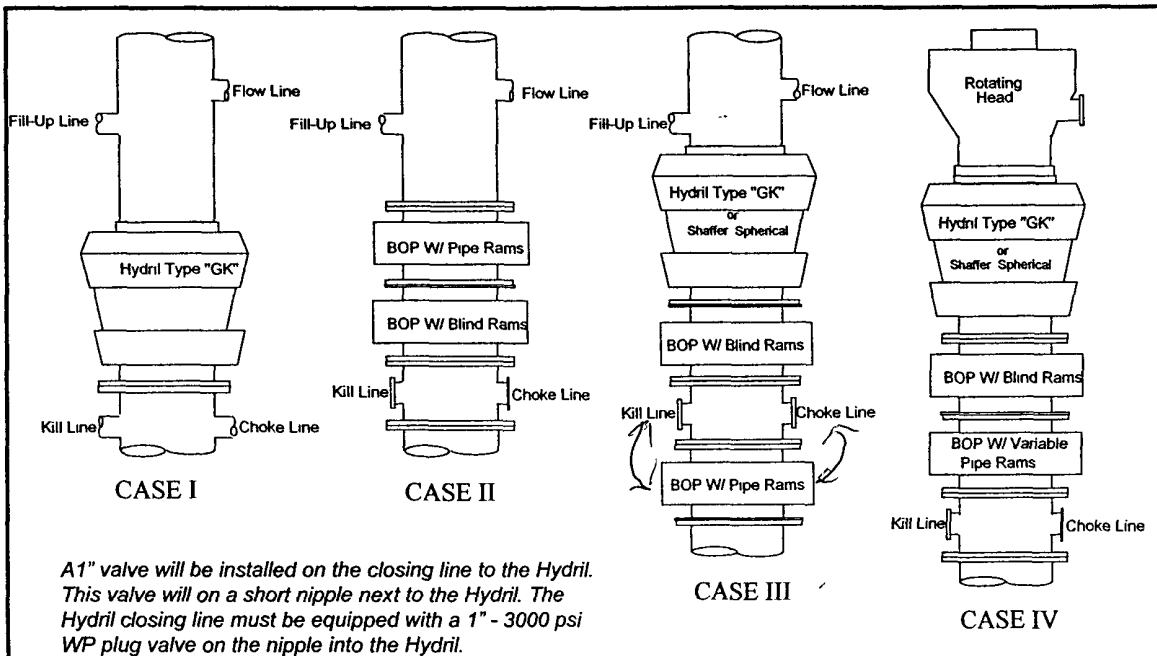 Flow Line
Fill-Up Line
Hydril Type "GK"
Kill Line
Choke Line
CASE I
Flow Line
Fill-Up Line
BOP W/ Pipe Rams
BOP W/ Blind Rams
Kill Line
Choke Line
CASE II
Flow Line
Fill-Up Line
Hydril Type "GK"
or
Shaffer Spherical
BOP W/ Blind Rams
Kill Line
Choke Line
BOP W/ Pipe Rams
CASE III
Rotating
Head
Hydril Type "GK"
or
Shaffer Spherical
BOP W/ Blind Rams
BOP W/ Variable
Pipe Rams
Kill Line
Choke Line
CASE IV
A1" valve will be installed on the closing line to the Hydril.
This valve will on a short nipple next to the Hydril. The
Hydril closing line must be equipped with a 1" - 3000 psi
WP plug valve on the nipple into the Hydril.